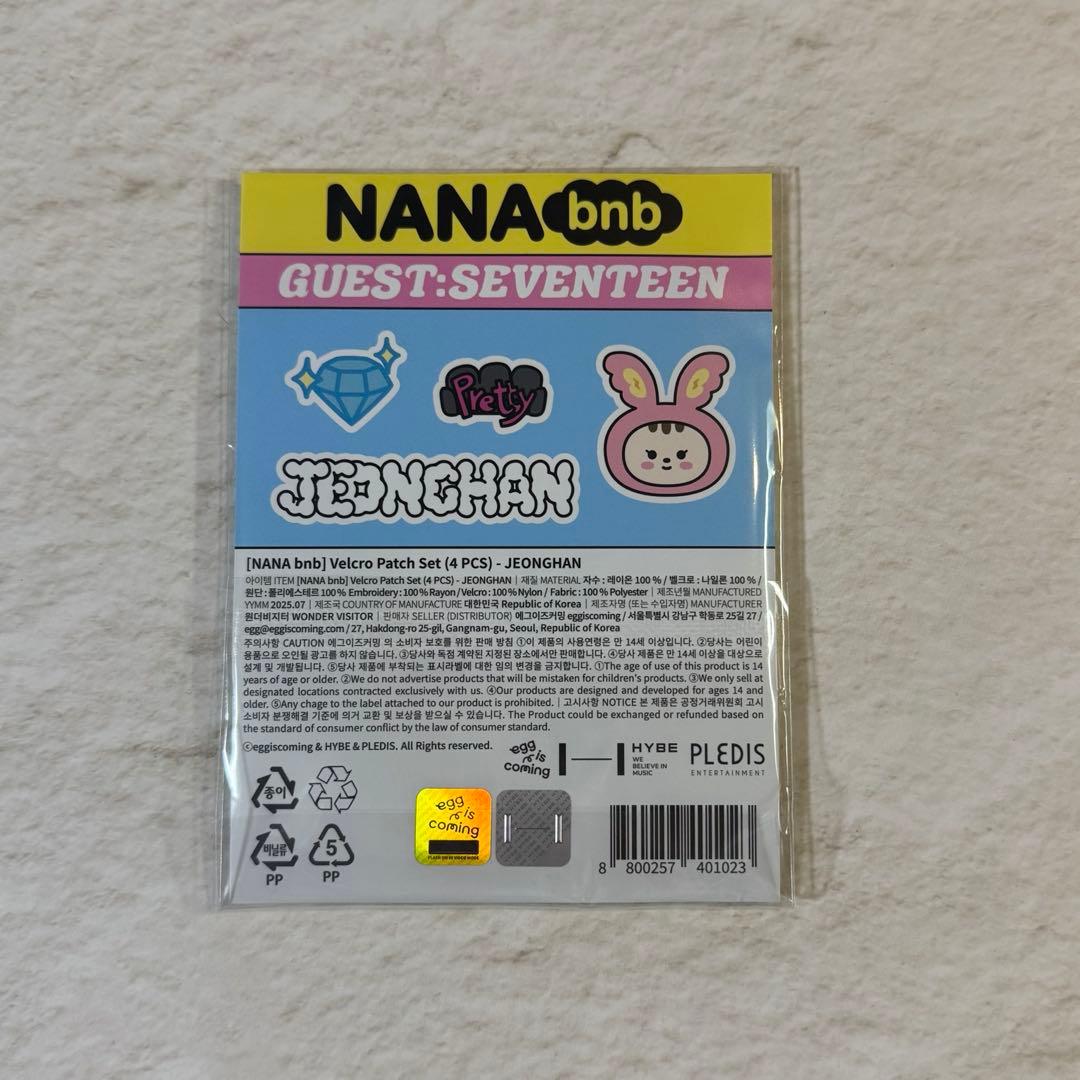 NANA bnb
GUEST:SEVENTEEN
Pretty
JEONGHAN
[NANA bnb] Velcro Patch Set (4 PCS) - JEONGHAN
아이템 ITEM [NANA bnb] Velcro Patch Set (4 PCS) - JEONGHAN | 재질 MATERIAL 자수 : 레이온 100 % / 벨크로 : 나일론 100 % /
원단 : 폴리에스테르 100 % Embroidery : 100 % Rayon / Velcro : 100 % Nylon / Fabric : 100 % Polyester | 제조년월 MANUFACTURED
YYMM 2025.07 | 제조국 COUNTRY OF MANUFACTURE 대한민국 Republic of Korea | 제조자명 (또는 수입자명) MANUFACTURER
원더비지터 WONDER VISITOR | 판매자 SELLER (DISTRIBUTOR) 에그이즈커밍 eggiscoming / 서울특별시 강남구 학동로 25길 27 /
egg@eggiscoming.com / 27, Hakdong-ro 25-gil, Gangnam-gu, Seoul, Republic of Korea
주의사항 CAUTION 에그이즈커밍 의 소비자 보호를 위한 판매 방침 ①이 제품의 사용연령은 만 14세 이상입니다. ②당사는 어린이
용품으로 오인될 광고를 하지 않습니다. ③당사와 독점 계약된 지정된 장소에서만 판매합니다. ④당사 제품은 만 14세 이상을 대상으로
설계 및 개발됩니다. ⑤당사 제품에 부착되는 표시라벨에 대한 임의 변경을 금지합니다. ①The age of use of this product is 14
years of age or older. ②We do not advertise products that will be mistaken for children's products. ③We only sell at
designated locations contracted exclusively with us. ④Our products are designed and developed for ages 14 and
older. ⑤Any chage to the label attached to our product is prohibited. | 고시사항 NOTICE 본 제품은 공정거래위원회 고시
소비자 분쟁해결 기준에 의거 교환 및 보상을 받으실 수 있습니다. The Product could be exchanged or refunded based on
the standard of consumer conflict by the law of consumer standard.
©eggiscoming & HYBE & PLEDIS. All Rights reserved.
egg is coming
HYBE
WE BELIEVE IN MUSIC
PLEDIS
ENTERTAINMENT
종이
egg is coming
비닐류
PP
5
PP
8 800257 401023